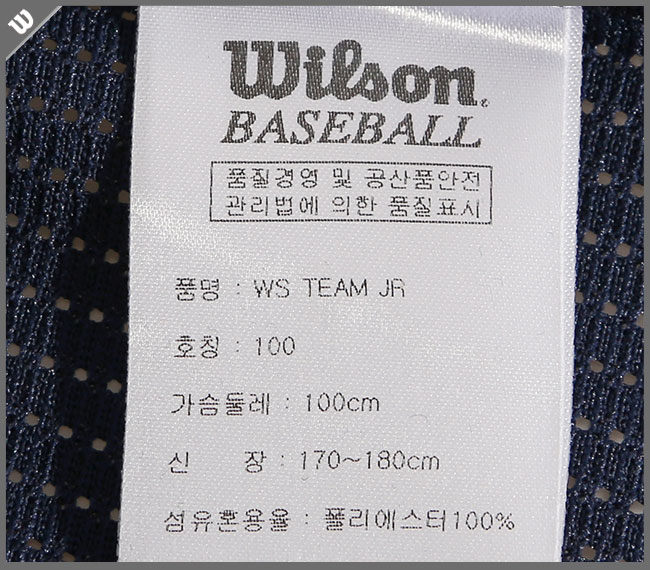 W
Wilson
BASEBALL
품질경영 및 공산품안전
관리법에 의한 품질표시
품명 : WS TEAM JR
호칭 : 100
가슴둘레 : 100cm
신 장 : 170~180cm
섬유혼용율 : 폴리에스터100%